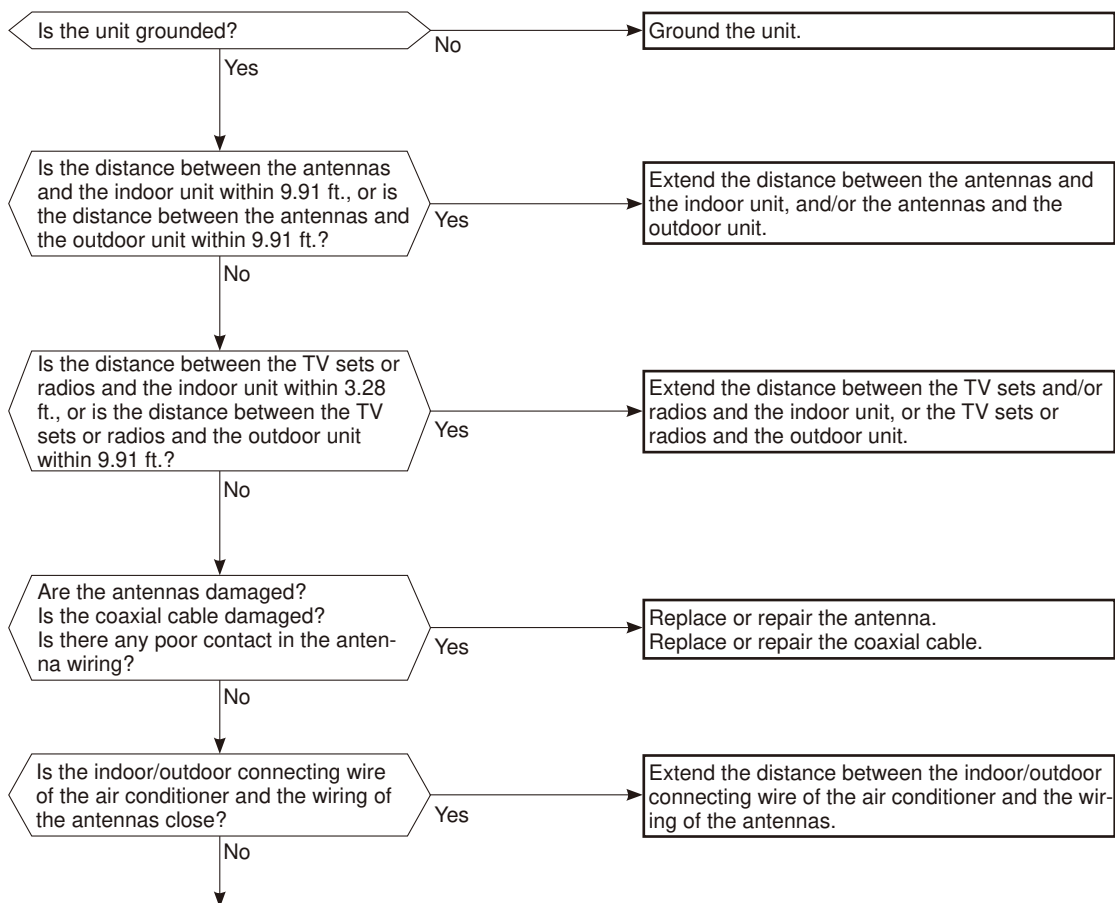 Is the unit grounded?
No
Ground the unit.
Yes
Is the distance between the antennas
and the indoor unit within 9.91 ft., or is
the distance between the antennas and
the outdoor unit within 9.91 ft.?
Yes
Extend the distance between the antennas and
the indoor unit, and/or the antennas and the
outdoor unit.
No
Is the distance between the TV sets or
radios and the indoor unit within 3.28
ft., or is the distance between the TV
sets or radios and the outdoor unit
within 9.91 ft.?
Yes
Extend the distance between the TV sets and/or
radios and the indoor unit, or the TV sets or
radios and the outdoor unit.
No
Are the antennas damaged?
Is the coaxial cable damaged?
Is there any poor contact in the anten-
na wiring?
Yes
Replace or repair the antenna.
Replace or repair the coaxial cable.
No
Is the indoor/outdoor connecting wire
of the air conditioner and the wiring of
the antennas close?
Yes
Extend the distance between the indoor/outdoor
connecting wire of the air conditioner and the wir-
ing of the antennas.
No